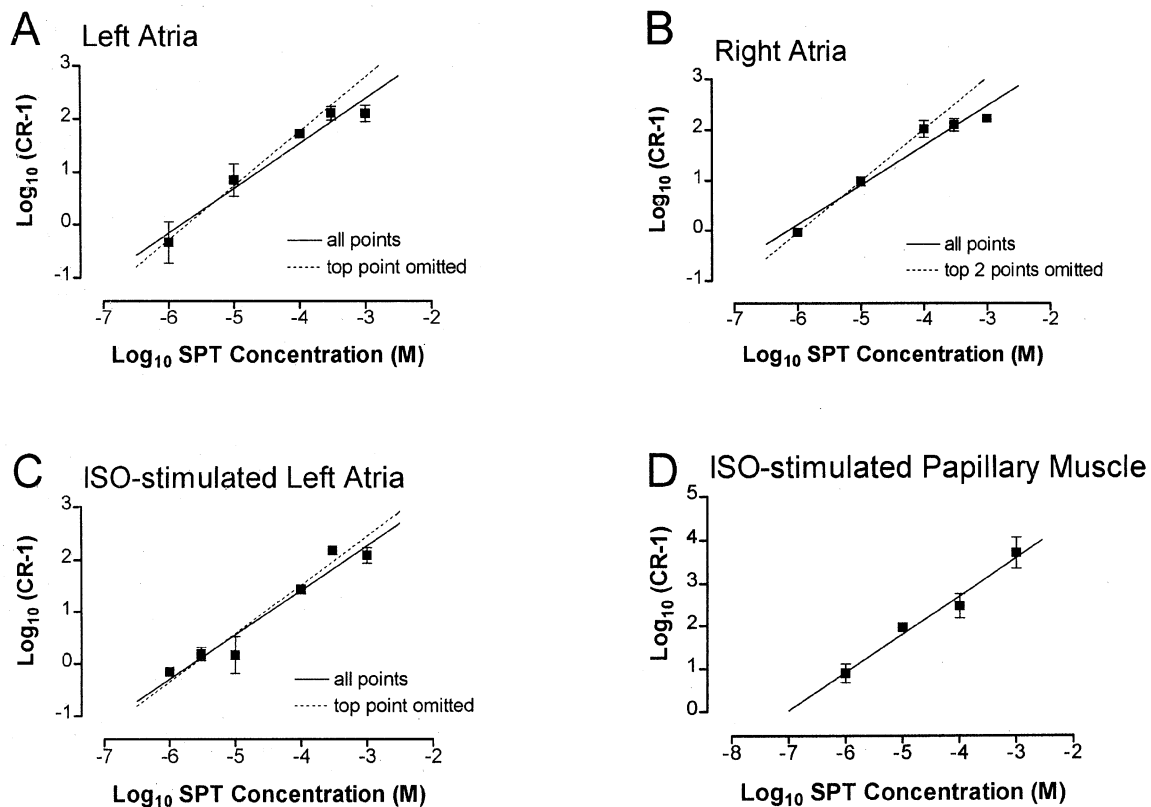 A Left Atria
3
2
1
0
-1
Log10 (CR-1)
all points
top point omitted
-7 -6 -5 -4 -3 -2
Log10 SPT Concentration (M)
B Right Atria
3
2
1
0
-1
Log10 (CR-1)
all points
top 2 points omitted
-7 -6 -5 -4 -3 -2
Log10 SPT Concentration (M)
C ISO-stimulated Left Atria
3
2
1
0
-1
Log10 (CR-1)
all points
top point omitted
-7 -6 -5 -4 -3 -2
Log10 SPT Concentration (M)
D ISO-stimulated Papillary Muscle
5
4
3
2
1
0
Log10 (CR-1)
-8 -7 -6 -5 -4 -3 -2
Log10 SPT Concentration (M)